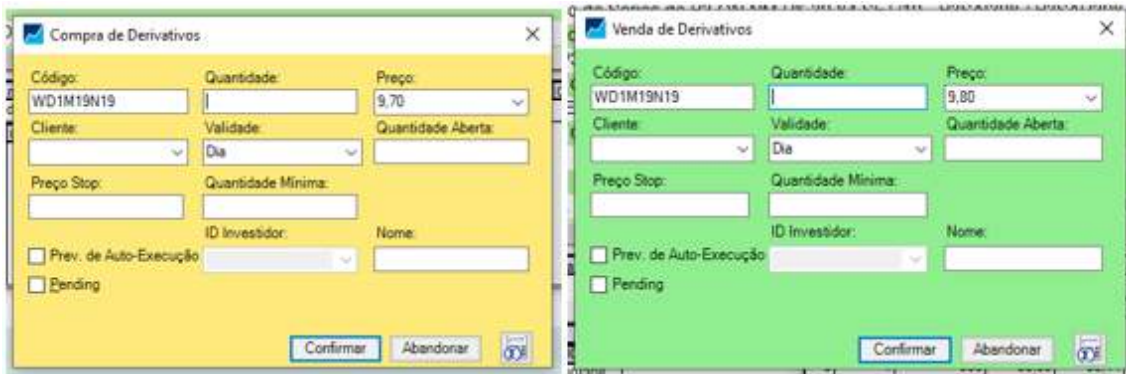 Compra de Derivativos
Código: Quantidade: Preço:
WD1M19N19 9,70
Cliente: Validade: Quantidade Aberta:
Dia
Preço Stop: Quantidade Mínima:
ID Investidor: Nome:
Prev. de Auto-Execução
Pending
Confirmar Abandonar
Venda de Derivativos
Código: Quantidade: Preço:
WD1M19N19 9,80
Cliente: Validade: Quantidade Aberta:
Dia
Preço Stop: Quantidade Mínima:
ID Investidor: Nome:
Prev. de Auto-Execução
Pending
Confirmar Abandonar